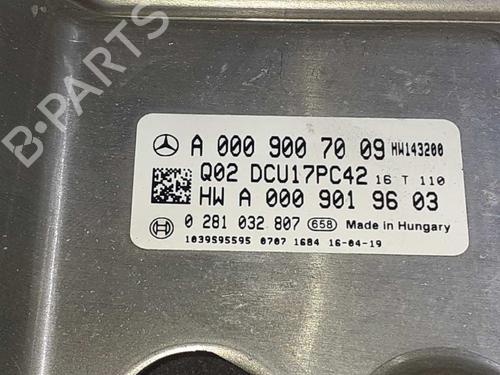 A 000 900 70 09 HW143200
Q02 DCU17PC42 16 T 110
HW A 000 901 96 03
0 281 032 807 658 Made in Hungary
1039S95595 0707 1684 16-04-19
B-PARTS